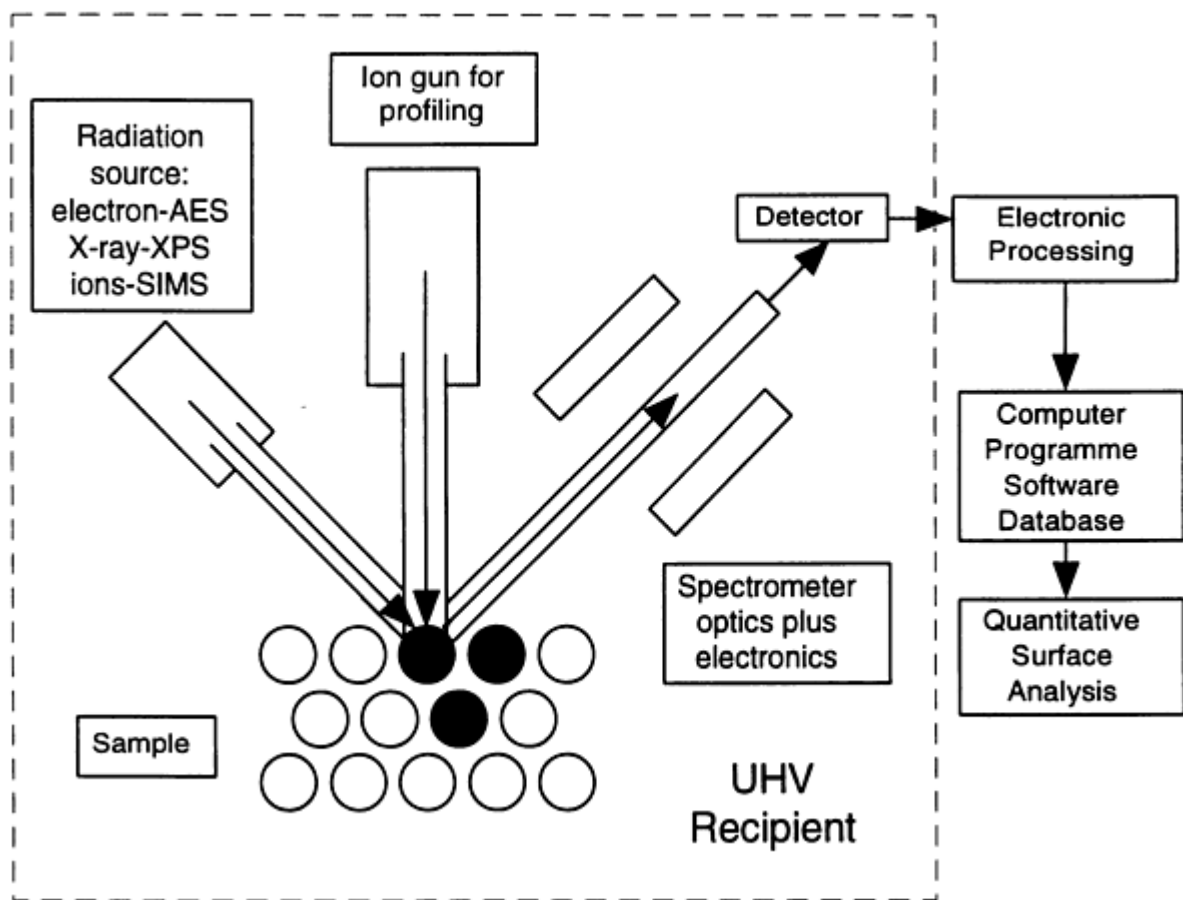 Ion gun for
profiling
Radiation
source:
electron-AES
X-ray-XPS
ions-SIMS
Detector
Electronic
Processing
Computer
Programme
Software
Database
Spectrometer
optics plus
electronics
Quantitative
Surface
Analysis
Sample
UHV
Recipient